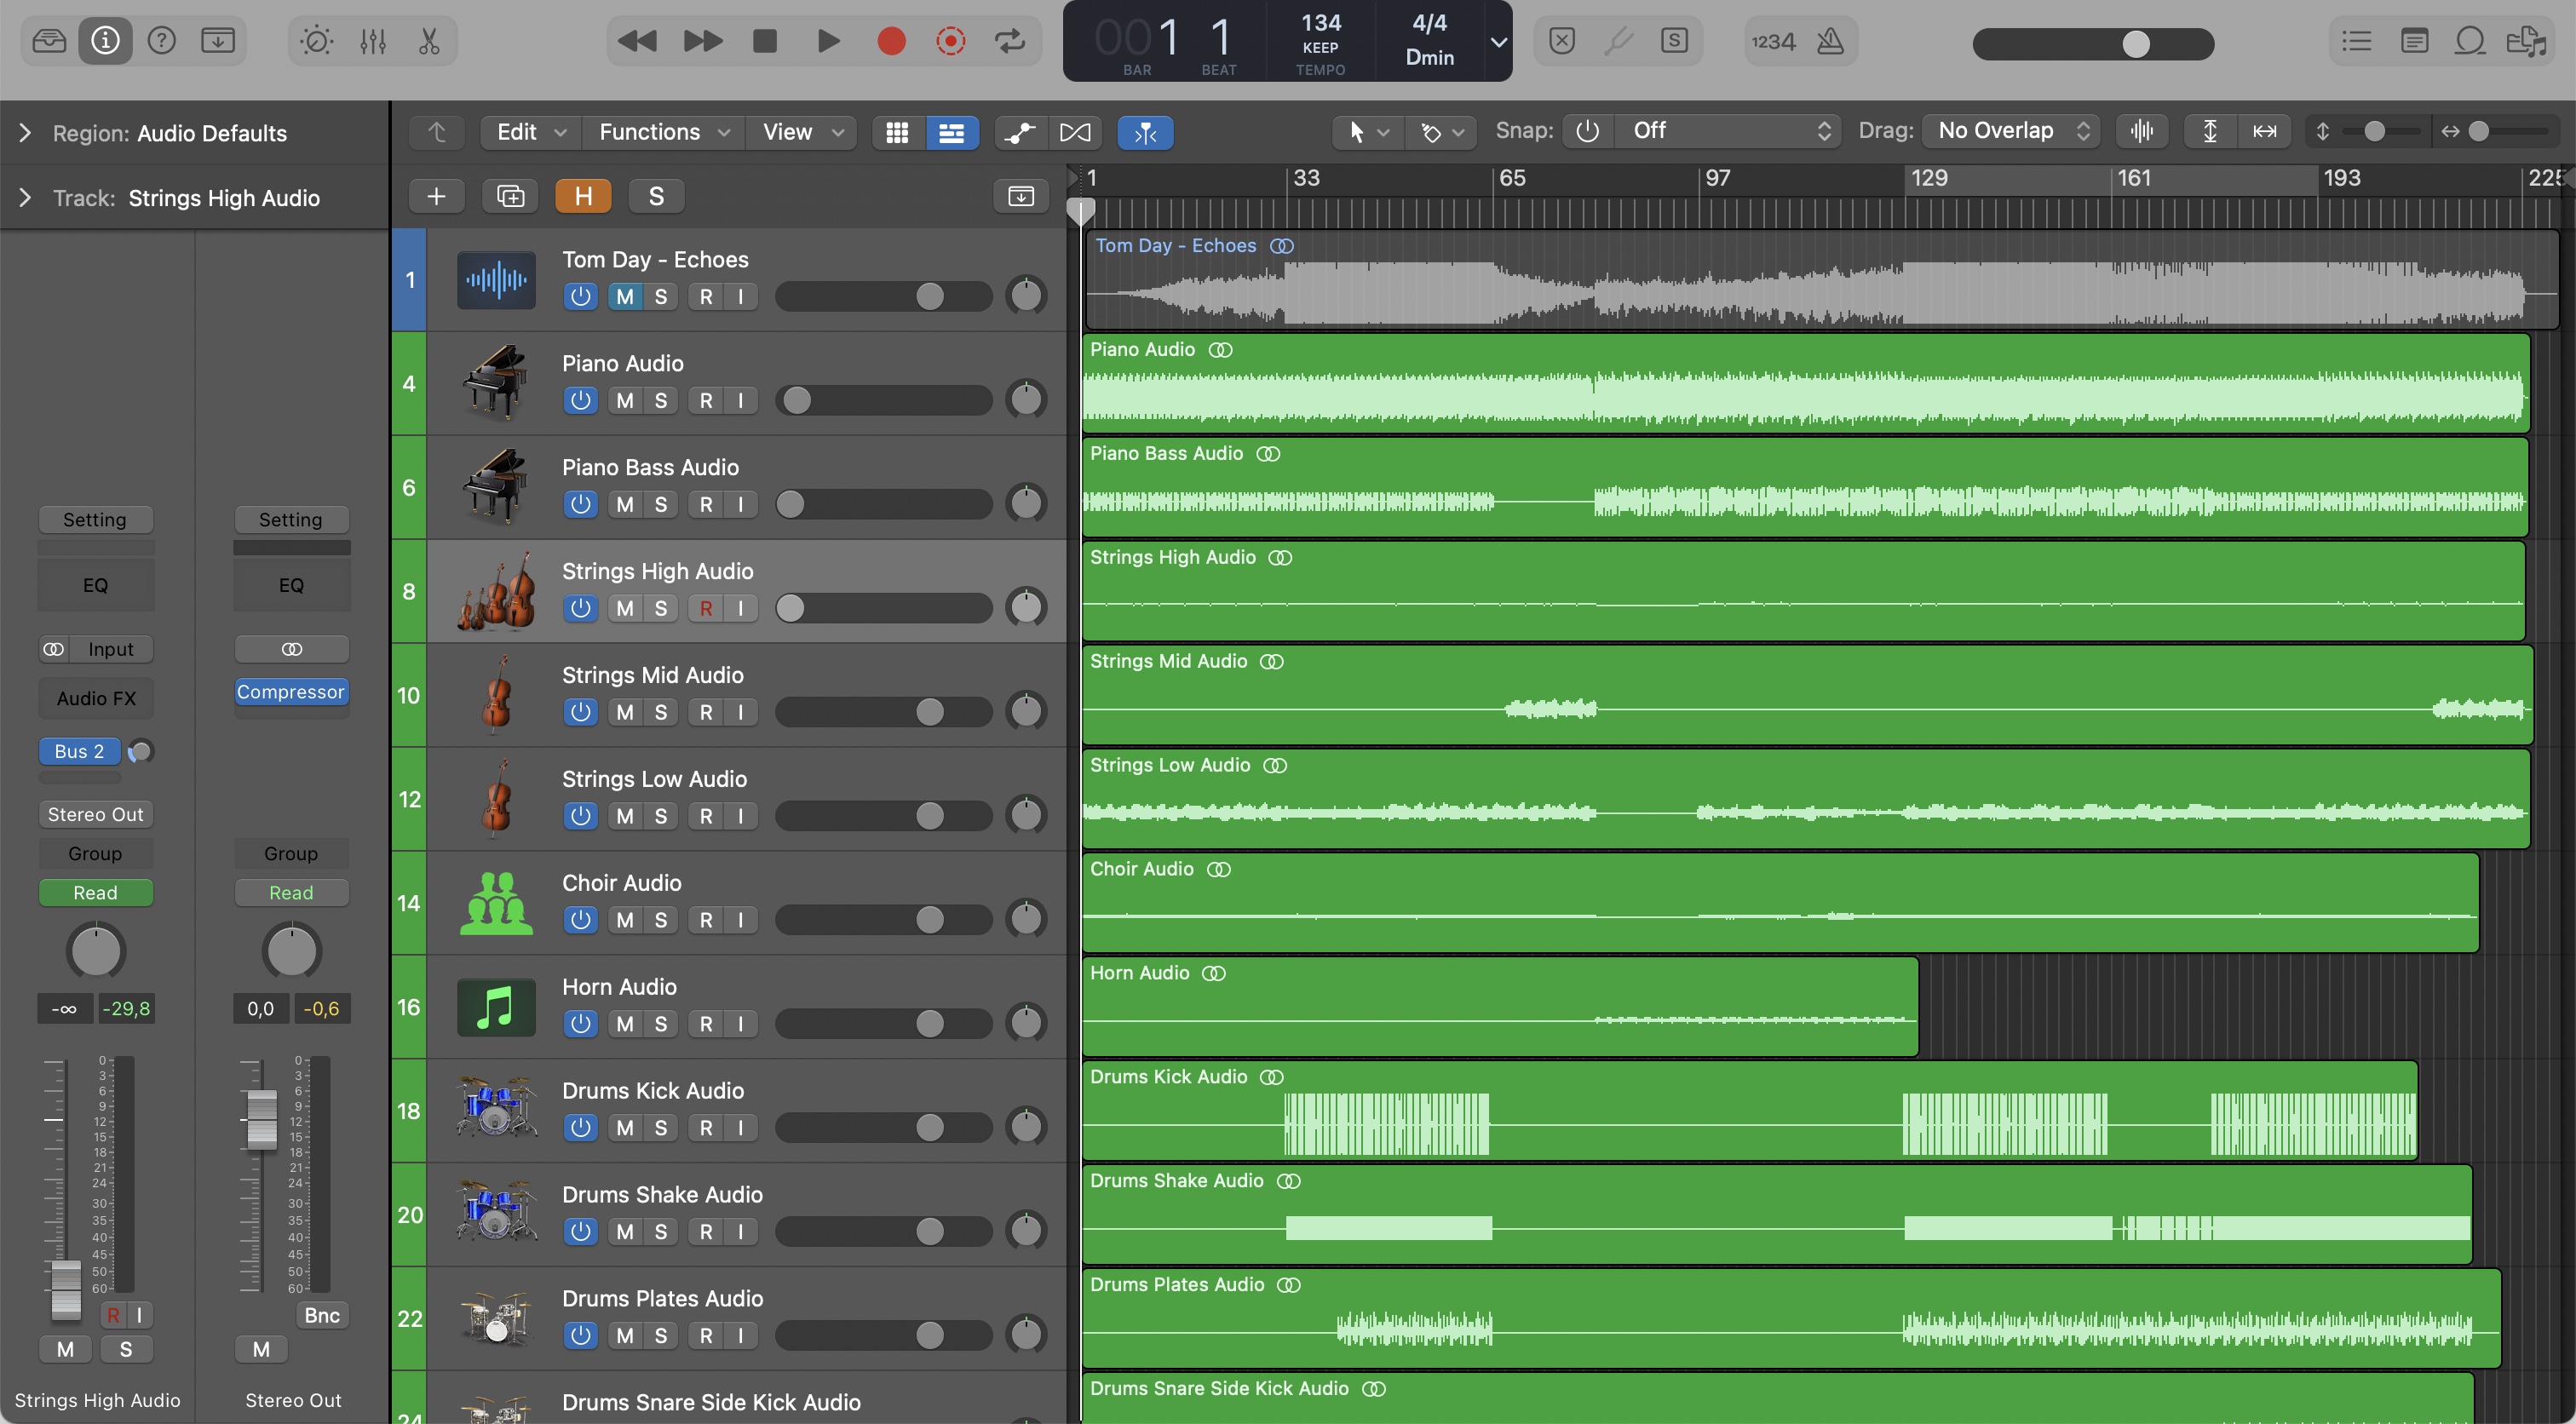 001 1 134 4/4
KEEP Dmin
BAR BEAT TEMPO
S 1234
Region: Audio Defaults
Edit Functions View Snap: Off Drag: No Overlap
Track: Strings High Audio
H S
1 33 65 97 129 161 193 225
1 Tom Day - Echoes
M S R I
Tom Day - Echoes
4 Piano Audio
M S R I
Piano Audio
6 Piano Bass Audio
M S R I
Piano Bass Audio
8 Strings High Audio
M S R I
Strings High Audio
10 Strings Mid Audio
M S R I
Strings Mid Audio
12 Strings Low Audio
M S R I
Strings Low Audio
14 Choir Audio
M S R I
Choir Audio
16 Horn Audio
M S R I
Horn Audio
18 Drums Kick Audio
M S R I
Drums Kick Audio
20 Drums Shake Audio
M S R I
Drums Shake Audio
22 Drums Plates Audio
M S R I
Drums Plates Audio
24 Drums Snare Side Kick Audio
Drums Snare Side Kick Audio
Setting Setting
EQ EQ
Input
Audio FX Compressor
Bus 2
Stereo Out
Group Group
Read Read
-∞ -29,8 0,0 -0,6
0 0
3 3
6 6
9 9
12 12
15 15
18 18
21 21
24 24
30 30
35 35
40 40
45 45
50 50
60 60
R I Bnc
M S M
Strings High Audio Stereo Out